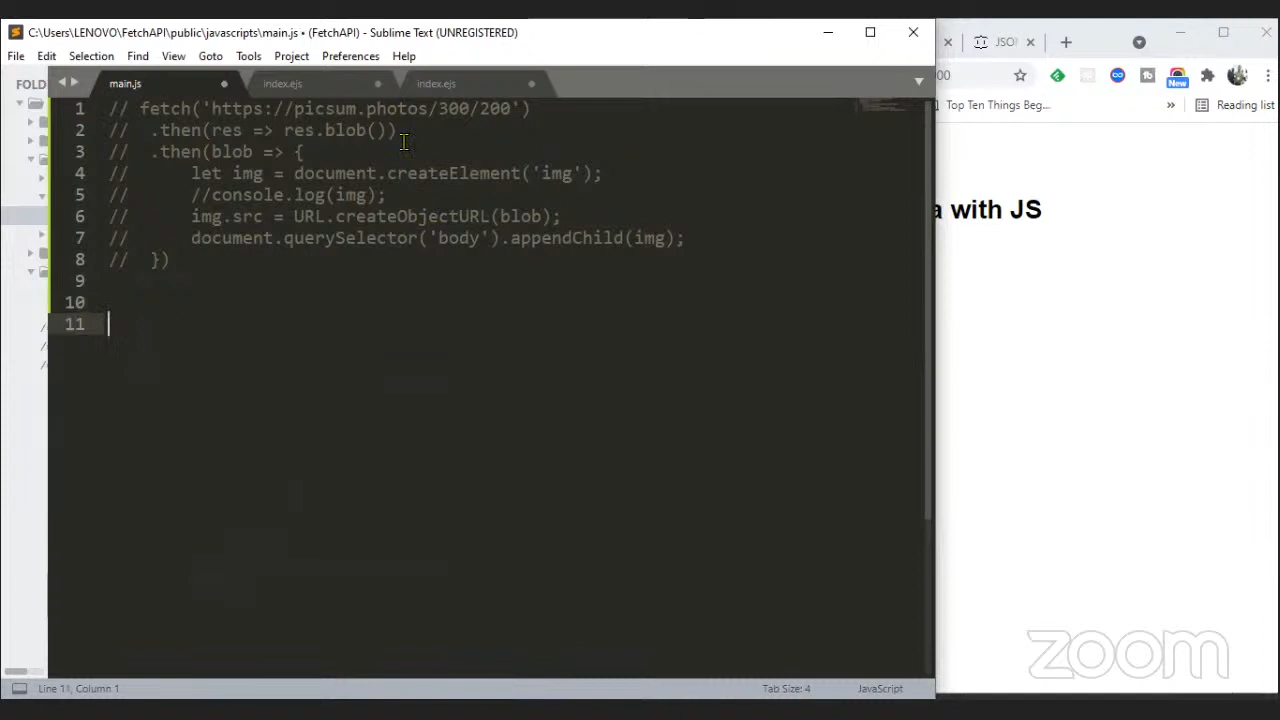 C:\Users\LENOVO\FetchAPI\public\javascripts\main.js • (FetchAPI) - Sublime Text (UNREGISTERED)
File Edit Selection Find View Goto Tools Project Preferences Help
FOLD
main.js
index.ejs
index.ejs
1 // fetch('https://picsum.photos/300/200')
2 // .then(res => res.blob())
3 // .then(blob => {
4 // let img = document.createElement('img');
5 // //console.log(img);
6 // img.src = URL.createObjectURL(blob);
7 // document.querySelector('body').appendChild(img);
8 // })
9
10
11
Line 11, Column 1
Tab Size: 4
JavaScript
00
New
Top Ten Things Beg...
»
Reading list
a with JS
zoom